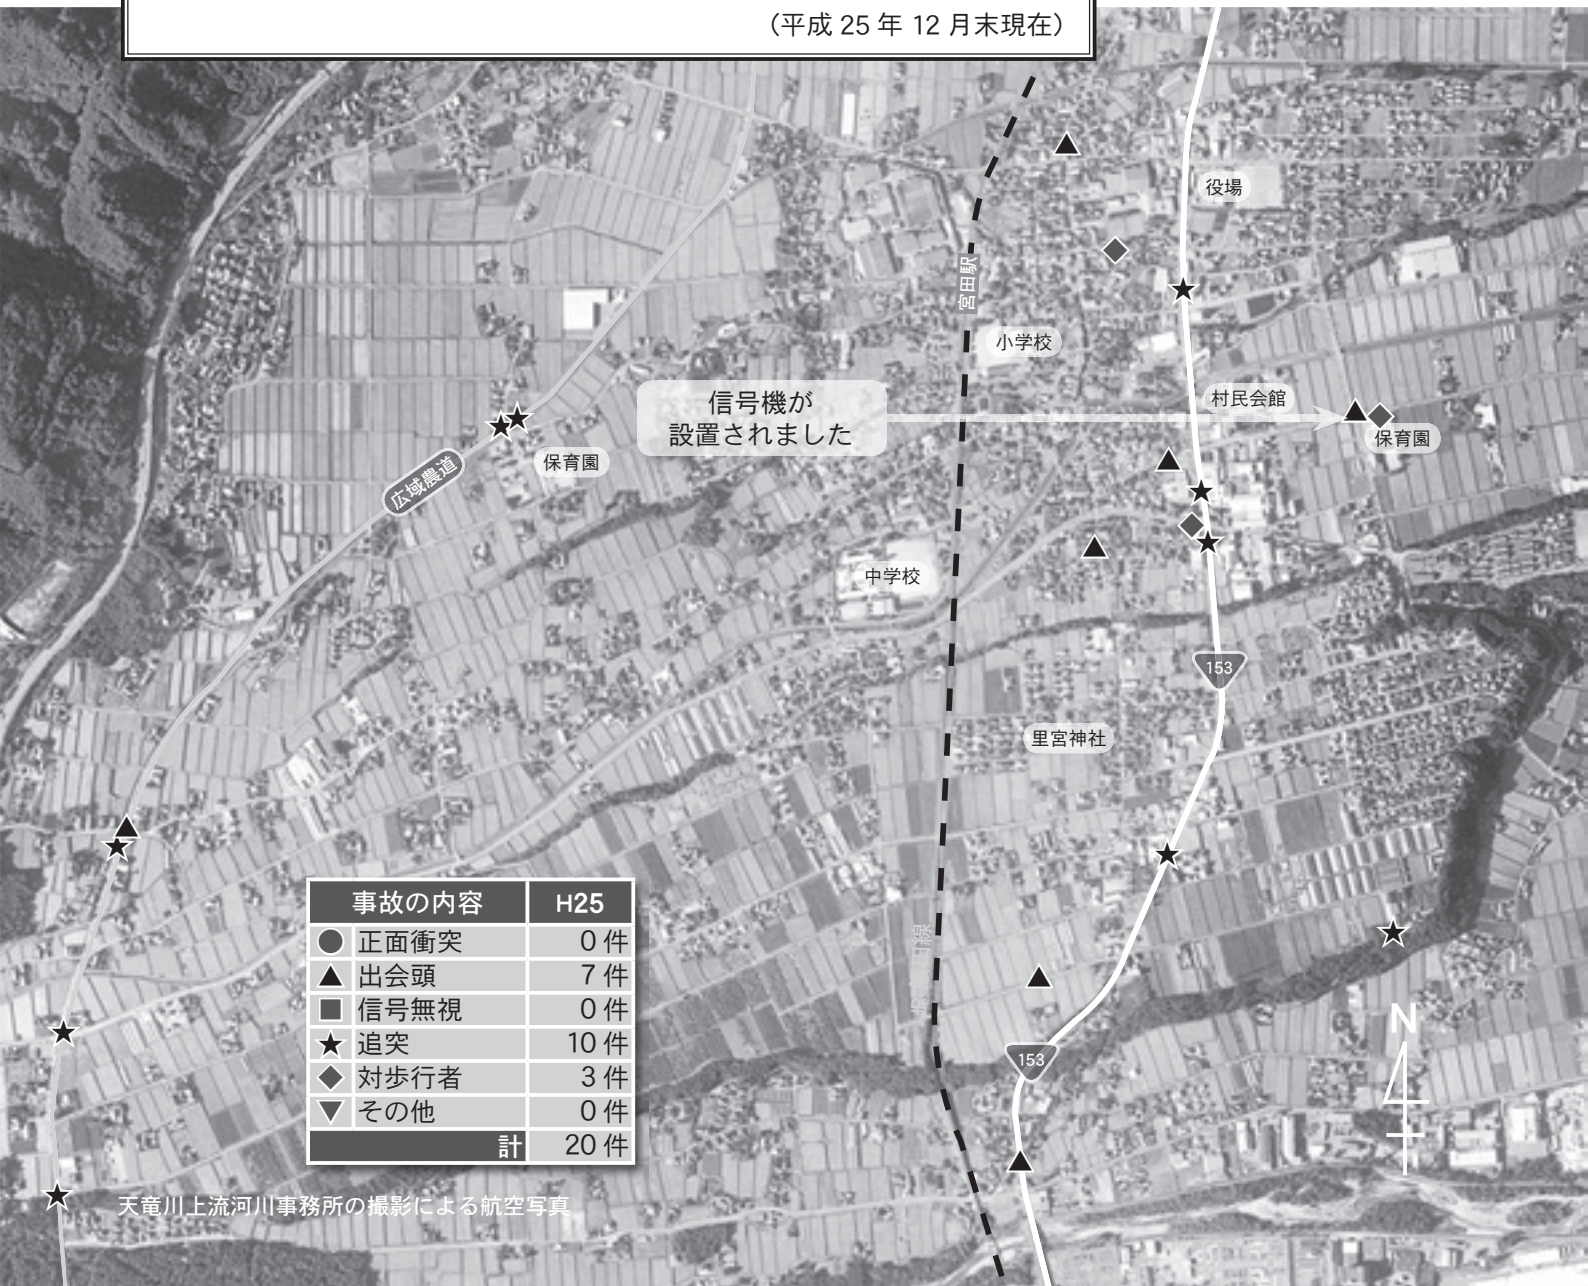 （平成 25 年 12 月末現在）
役場
宮田駅
小学校
信号機が
設置されました
村民会館
保育園
保育園
広域農道
中学校
153
里宮神社
153
N
事故の内容 H25
正面衝突 0 件
出会頭 7 件
信号無視 0 件
追突 10 件
対歩行者 3 件
その他 0 件
計 20 件
天竜川上流河川事務所の撮影による航空写真